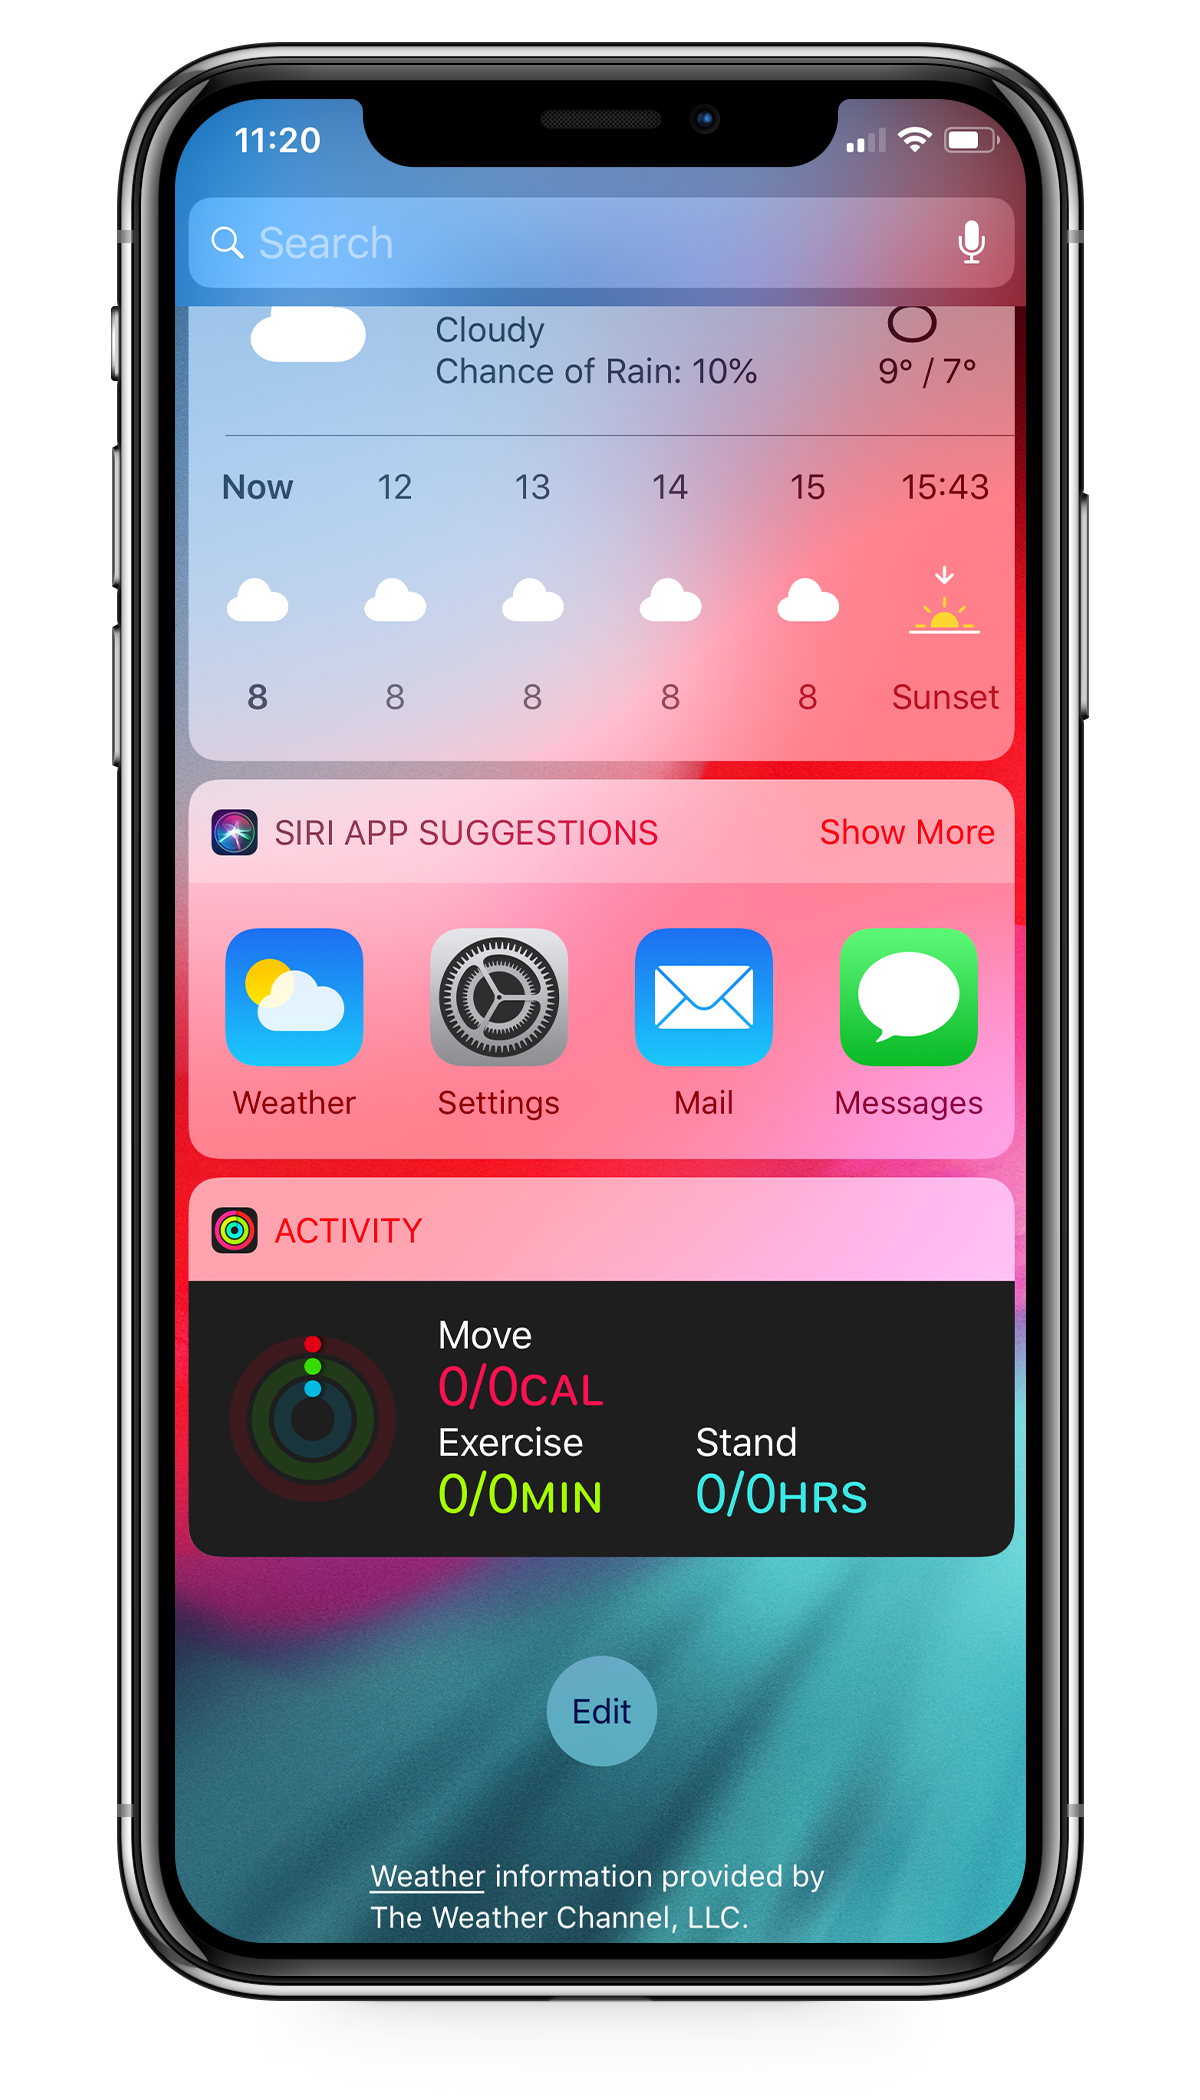 11:20
Search
Cloudy
Chance of Rain: 10%
9° / 7°
Now 12 13 14 15 15:43
8 8 8 8 8 Sunset
SIRI APP SUGGESTIONS Show More
Weather Settings Mail Messages
ACTIVITY
Move
0/0CAL
Exercise Stand
0/0MIN 0/0HRS
Edit
Weather information provided by
The Weather Channel, LLC.